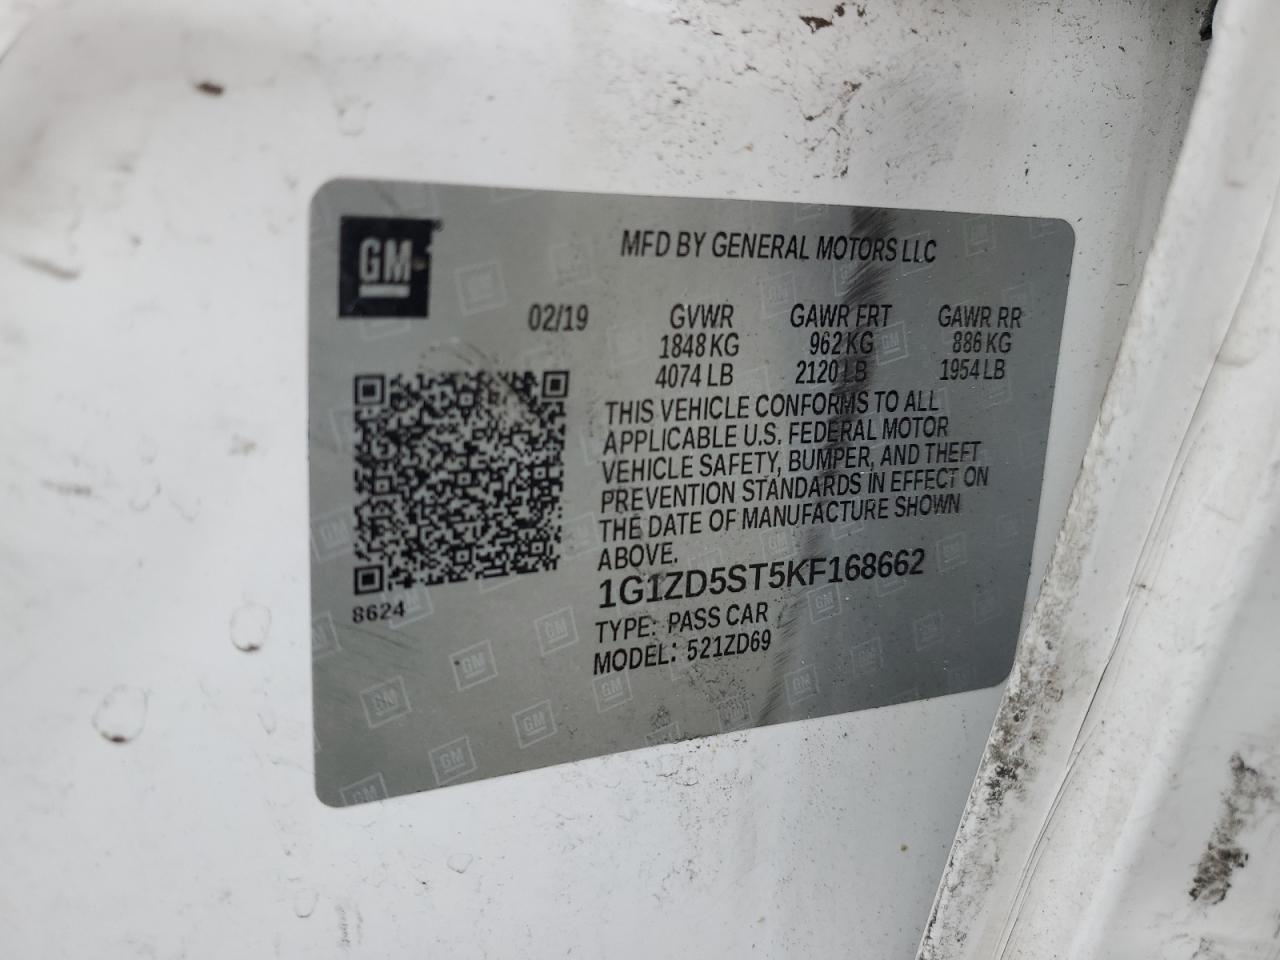 GM
MFD BY GENERAL MOTORS LLC
02/19 GVWR GAWR FRT GAWR RR
1848 KG 962 KG 886 KG
4074 LB 2120 LB 1954 LB
THIS VEHICLE CONFORMS TO ALL
APPLICABLE U.S. FEDERAL MOTOR
VEHICLE SAFETY, BUMPER, AND THEFT
PREVENTION STANDARDS IN EFFECT ON
THE DATE OF MANUFACTURE SHOWN
ABOVE.
1G1ZD5ST5KF168662
8624
TYPE: PASS CAR
MODEL: 521ZD69